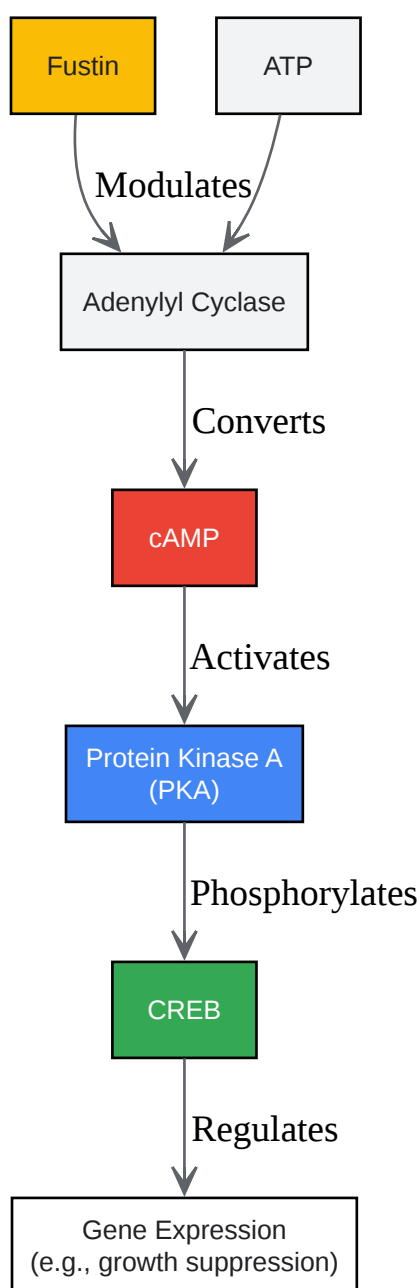 Fustin
ATP
Modulates
Adenylyl Cyclase
Converts
cAMP
Activates
Protein Kinase A
(PKA)
Phosphorylates
CREB
Regulates
Gene Expression
(e.g., growth suppression)